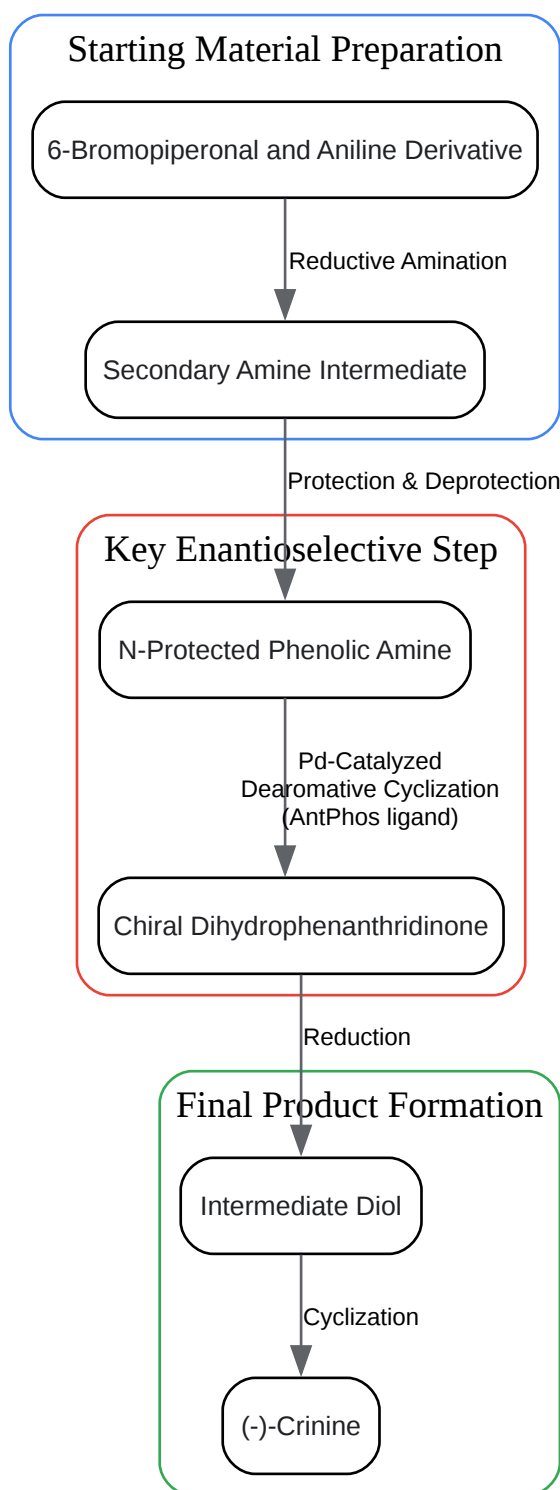 Starting Material Preparation
6-Bromopiperonal and Aniline Derivative
Reductive Amination
Secondary Amine Intermediate
Protection & Deprotection
Key Enantioselective Step
N-Protected Phenolic Amine
Pd-Catalyzed
Dearomative Cyclization
(AntPhos ligand)
Chiral Dihydrophenanthridinone
Reduction
Final Product Formation
Intermediate Diol
Cyclization
(-)-Crinine